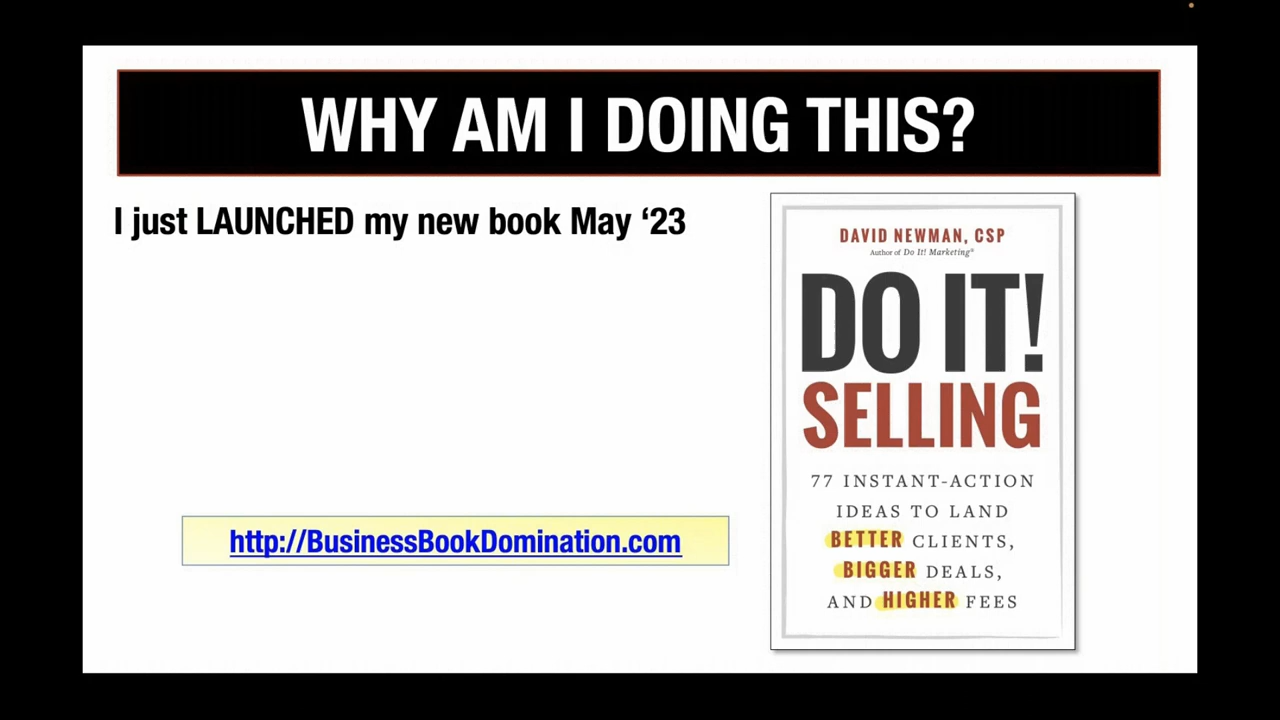 WHY AM I DOING THIS?
I just LAUNCHED my new book May ‘23
http://BusinessBookDomination.com
DAVID NEWMAN, CSP
Author of Do It! Marketing®
DO IT!
SELLING
77 INSTANT-ACTION
IDEAS TO LAND
BETTER CLIENTS,
BIGGER DEALS,
AND HIGHER FEES